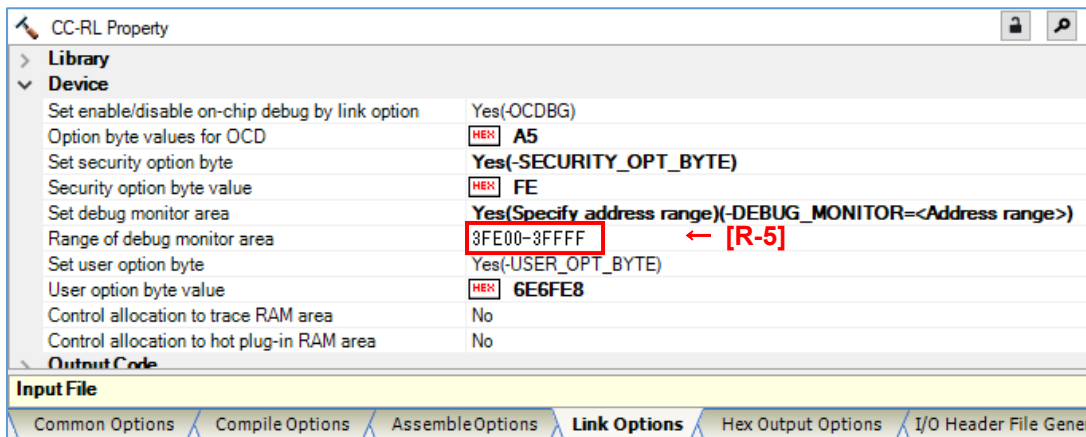 CC-RL Property
Library
Device
Set enable/disable on-chip debug by link option Yes(-OCDBG)
Option byte values for OCD HEX A5
Set security option byte Yes(-SECURITY_OPT_BYTE)
Security option byte value HEX FE
Set debug monitor area Yes(Specify address range)(-DEBUG_MONITOR=<Address range>)
Range of debug monitor area 3FE00-3FFFF ← [R-5]
Set user option byte Yes(-USER_OPT_BYTE)
User option byte value HEX 6E6FE8
Control allocation to trace RAM area No
Control allocation to hot plug-in RAM area No
Output Code
Input File
Common Options Compile Options Assemble Options Link Options Hex Output Options I/O Header File Gene